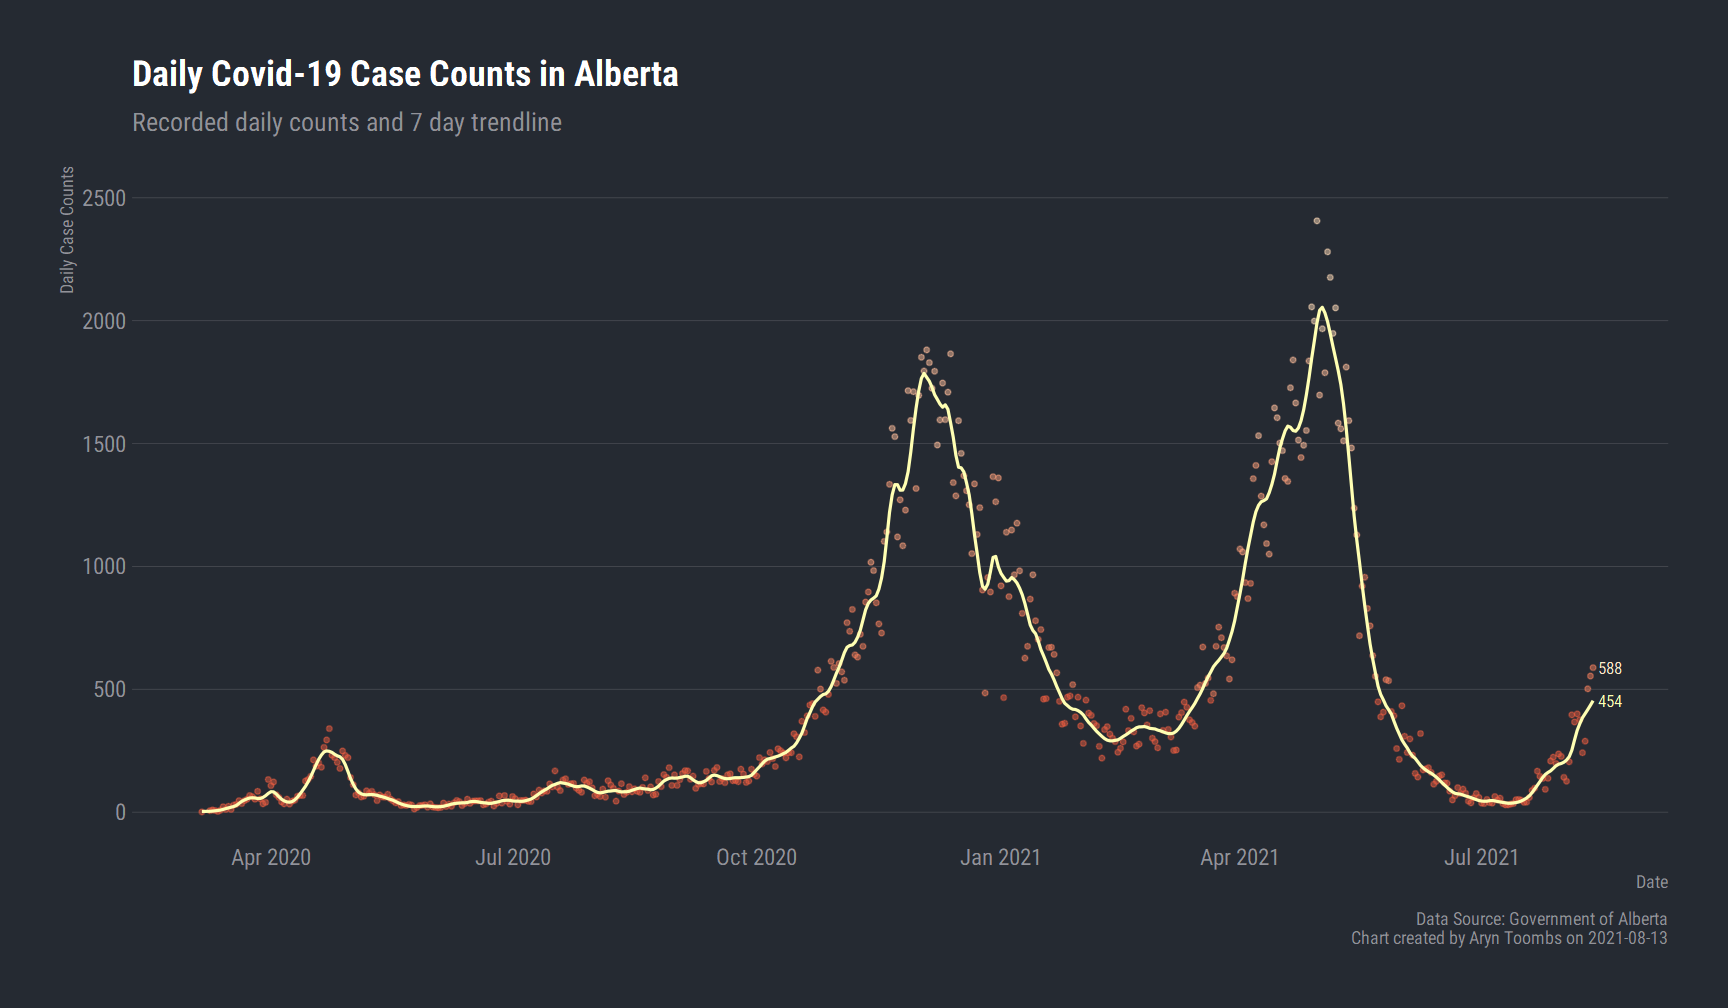 Daily Covid-19 Case Counts in Alberta
Recorded daily counts and 7 day trendline
Daily Case Counts
2500
2000
1500
1000
500
0
588
454
Apr 2020
Jul 2020
Oct 2020
Jan 2021
Apr 2021
Jul 2021
Date
Data Source: Government of Alberta
Chart created by Aryn Toombs on 2021-08-13